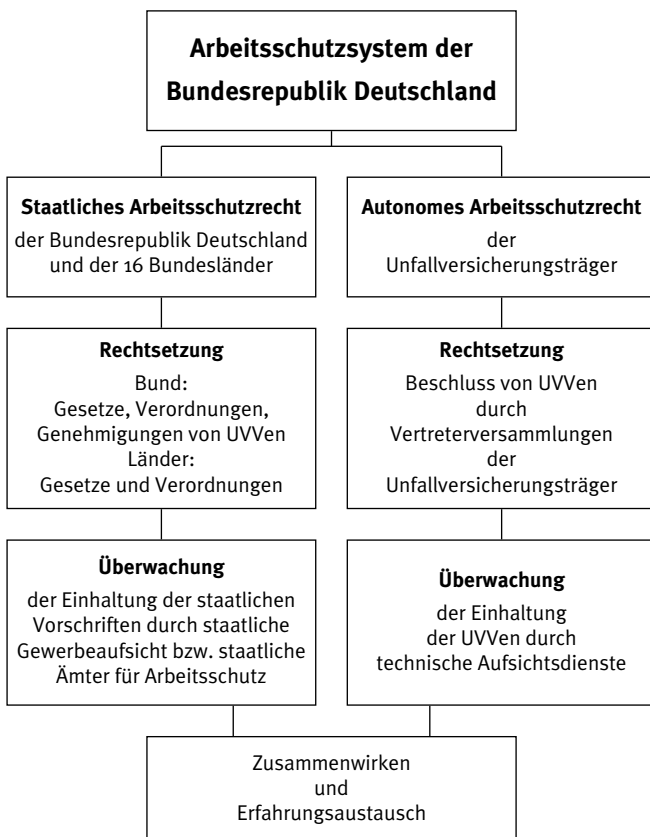 Arbeitsschutzsystem der
Bundesrepublik Deutschland
Staatliches Arbeitsschutzrecht
der Bundesrepublik Deutschland
und der 16 Bundesländer
Autonomes Arbeitsschutzrecht
der
Unfallversicherungsträger
Rechtsetzung
Bund:
Gesetze, Verordnungen,
Genehmigungen von UVVen
Länder:
Gesetze und Verordnungen
Rechtsetzung
Beschluss von UVVen
durch
Vertreterversammlungen
der
Unfallversicherungsträger
Überwachung
der Einhaltung der staatlichen
Vorschriften durch staatliche
Gewerbeaufsicht bzw. staatliche
Ämter für Arbeitsschutz
Überwachung
der Einhaltung
der UVVen durch
technische Aufsichtsdienste
Zusammenwirken
und
Erfahrungsaustausch